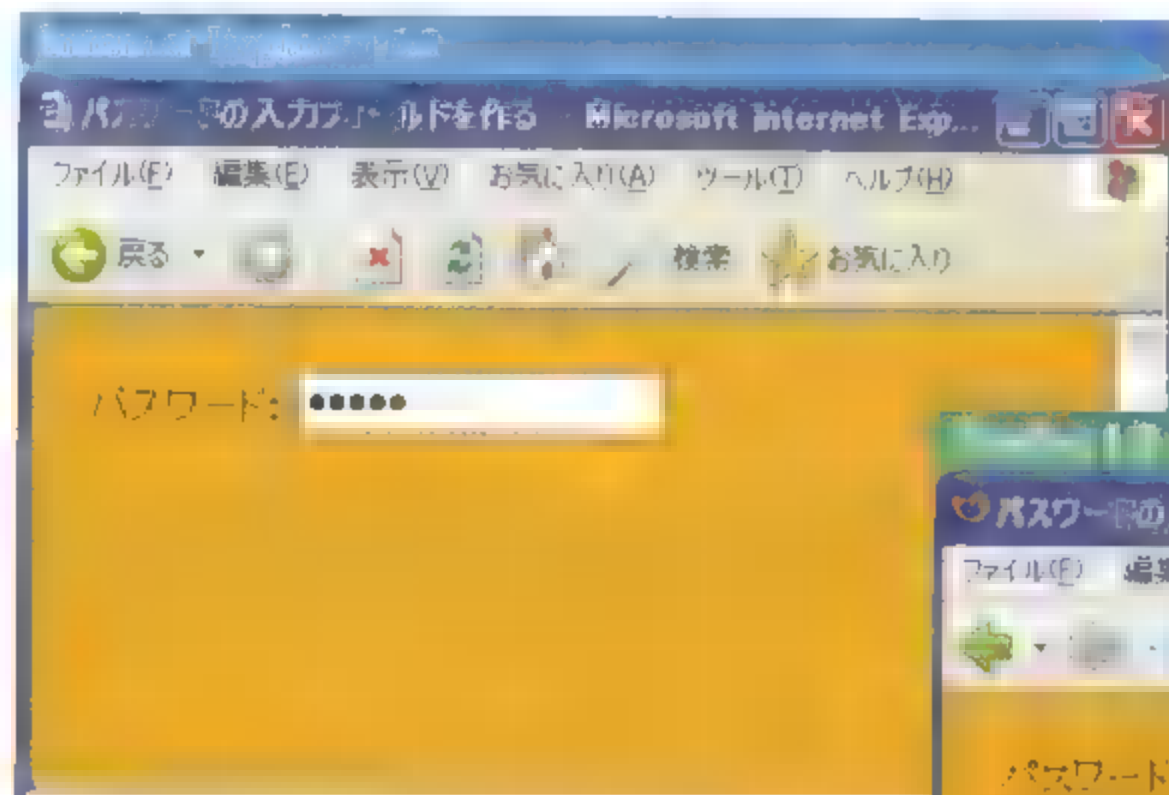 パスワードの入力フィールドを作る Microsoft Internet Exp...
ファイル(F) 編集(E) 表示(V) お気に入り(A) ツール(T) ヘルプ(H)
戻る 検索 お気に入り
パスワード: •••••
パスワードの
ファイル(F) 編集
パスワード